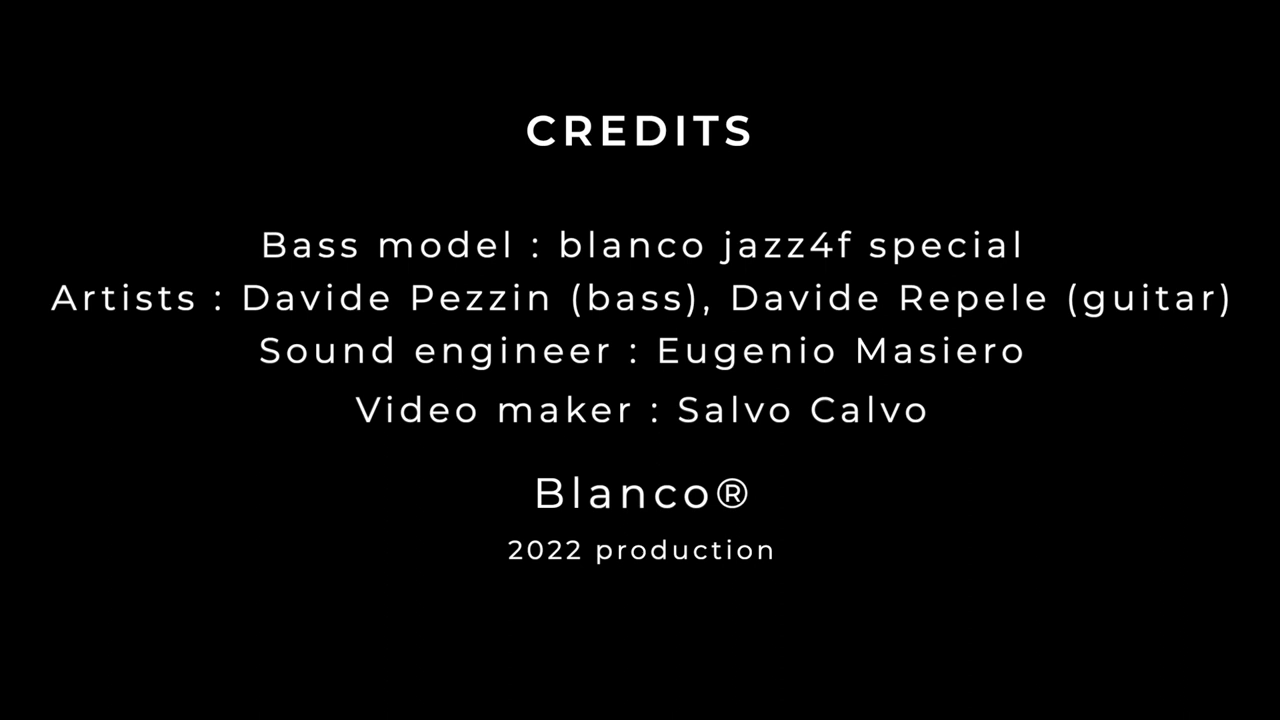 CREDITS
Bass model : blanco jazz4f special
Artists : Davide Pezzin (bass), Davide Repele (guitar)
Sound engineer : Eugenio Masiero
Video maker : Salvo Calvo
Blanco®
2022 production